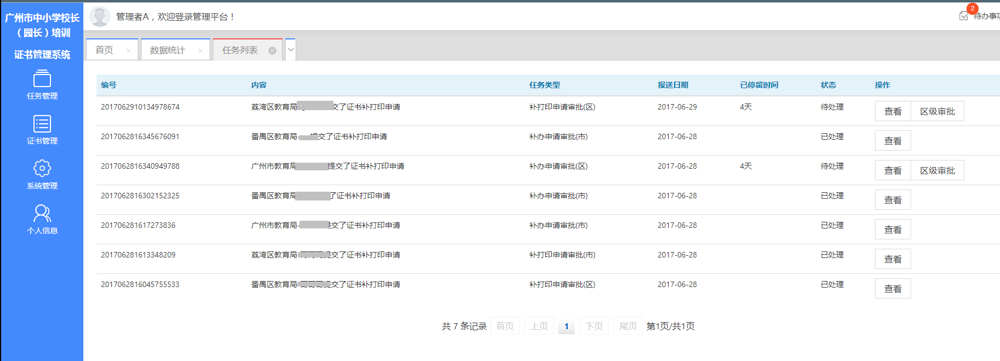 广州市中小学校长
（园长）培训
证书管理系统
任务管理
证书管理
系统管理
个人信息
管理者A，欢迎登录管理平台！
2
待办事项
首页
数据统计
任务列表
编号 内容 任务类型 报送日期 已停留时间 状态 操作
2017062910134978674 荔湾区教育局 交了证书补打印申请 补打印申请审批(区) 2017-06-29 4天 待处理 查看 区级审批
2017062816345676091 番禺区教育局- 提交了证书补打印申请 补办申请审批(市) 2017-06-28 已处理 查看
2017062816340949788 广州市教育局 提交了证书补打印申请 补办申请审批(区) 2017-06-28 4天 待处理 查看 区级审批
2017062816302152325 番禺区教育局 了证书补打印申请 补办申请审批(市) 2017-06-28 已处理 查看
201706281617273836 广州市教育局- 提交了证书补打印申请 补办申请审批(市) 2017-06-28 已处理 查看
201706281613348209 荔湾区教育局 提交了证书补打印申请 补打印申请审批(市) 2017-06-28 已处理 查看
2017062816045755533 番禺区教育局 提交了证书补打印申请 补打印申请审批(区) 2017-06-28 已处理 查看
共 7 条记录 首页 上页 1 下页 尾页 第1页/共1页